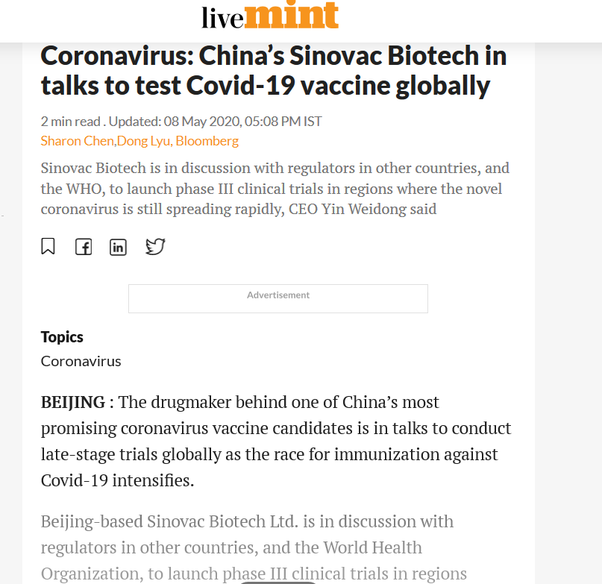 livemint
Coronavirus: China’s Sinovac Biotech in
talks to test Covid-19 vaccine globally
2 min read . Updated: 08 May 2020, 05:08 PM IST
Sharon Chen,Dong Lyu, Bloomberg
Sinovac Biotech is in discussion with regulators in other countries, and
the WHO, to launch phase III clinical trials in regions where the novel
coronavirus is still spreading rapidly, CEO Yin Weidong said
Advertisement
Topics
Coronavirus
BEIJING : The drugmaker behind one of China’s most
promising coronavirus vaccine candidates is in talks to conduct
late-stage trials globally as the race for immunization against
Covid-19 intensifies.
Beijing-based Sinovac Biotech Ltd. is in discussion with
regulators in other countries, and the World Health
Organization, to launch phase III clinical trials in regions